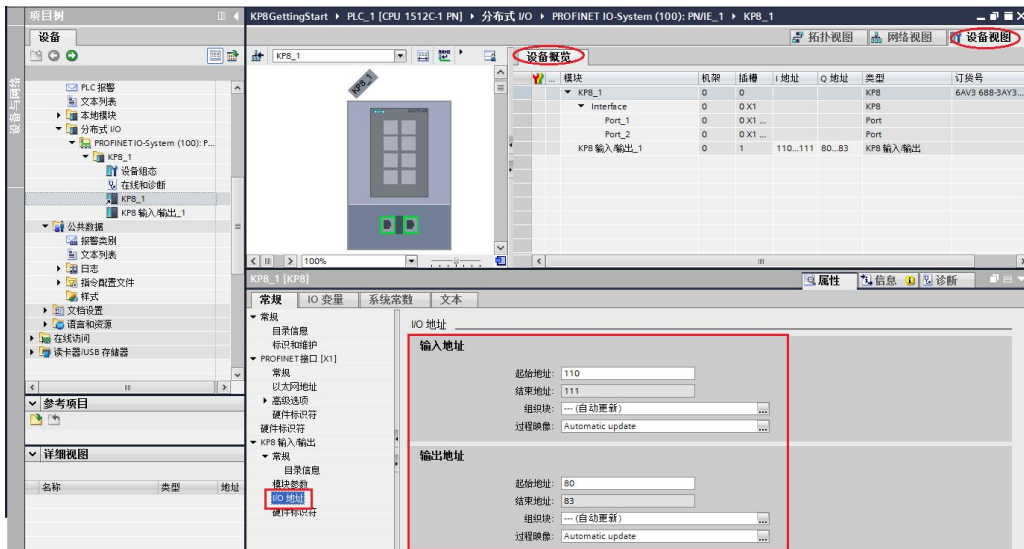 项目树
KP8GettingStart ▸ PLC_1 [CPU 1512C-1 PN] ▸ 分布式 I/O ▸ PROFINET IO-System (100): PN/IE_1 ▸ KP8_1
设备
拓扑视图 网络视图 设备视图
设备与网络
KP8_1
设备概览
PLC 报警
文本列表
本地模块
分布式 I/O
PROFINET IO-System (100): P...
KP8_1
设备组态
在线和诊断
KP8_1
KP8 输入/输出_1
公共数据
报警类别
文本列表
日志
指令配置文件
样式
文档设置
语言和资源
在线访问
读卡器/USB 存储器
参考项目
详细视图
名称 类型 地址
KP8_1
100%
... 模块 机架 插槽 I 地址 Q 地址 类型 订货号
KP8_1 0 0 KP8 6AV3 688-3AY3...
Interface 0 0 X1 KP8
Port_1 0 0 X1 ... Port
Port_2 0 0 X1 ... Port
KP8 输入/输出_1 0 1 110...111 80...83 KP8 输入/输出
KP8_1 [KP8]
属性 信息 诊断
常规 IO 变量 系统常数 文本
常规
目录信息
标识和维护
PROFINET 接口 [X1]
常规
以太网地址
高级选项
硬件标识符
硬件标识符
KP8 输入/输出
常规
目录信息
模块参数
I/O 地址
硬件标识符
I/O 地址
输入地址
起始地址: 110
结束地址: 111
组织块: --- (自动更新)
过程映像: Automatic update
输出地址
起始地址: 80
结束地址: 83
组织块: --- (自动更新)
过程映像: Automatic update